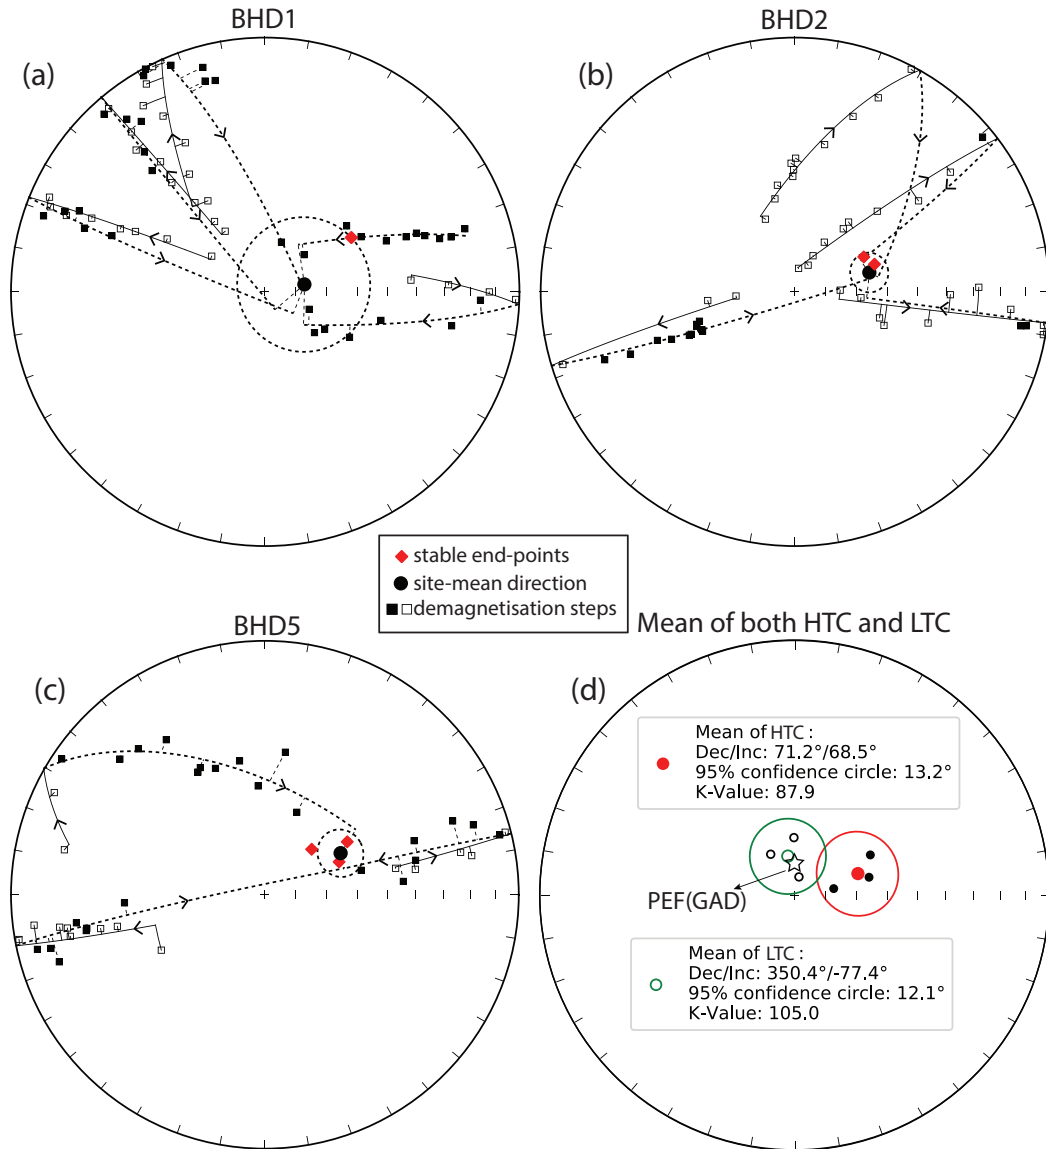 BHD1
BHD2
(a)
(b)
stable end-points
site-mean direction
demagnetisation steps
BHD5
Mean of both HTC and LTC
(c)
(d)
Mean of HTC :
Dec/Inc: 71.2°/68.5°
95% confidence circle: 13.2°
K-Value: 87.9
PEF(GAD)
Mean of LTC :
Dec/Inc: 350.4°/-77.4°
95% confidence circle: 12.1°
K-Value: 105.0